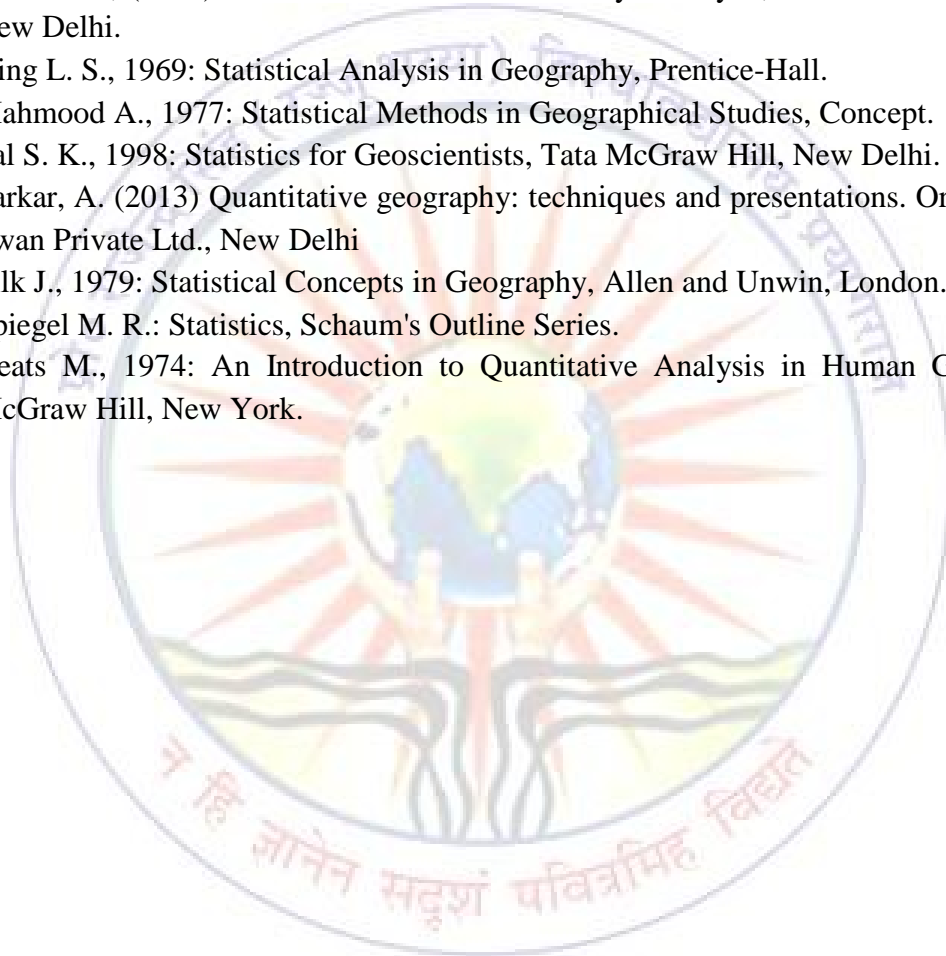 New Delhi.
ing L. S., 1969: Statistical Analysis in Geography, Prentice-Hall.
ahmood A., 1977: Statistical Methods in Geographical Studies, Concept.
al S. K., 1998: Statistics for Geoscientists, Tata McGraw Hill, New Delhi.
arkar, A. (2013) Quantitative geography: techniques and presentations. Or
wan Private Ltd., New Delhi
lk J., 1979: Statistical Concepts in Geography, Allen and Unwin, London.
piegel M. R.: Statistics, Schaum's Outline Series.
eats M., 1974: An Introduction to Quantitative Analysis in Human
McGraw Hill, New York.
न हि ज्ञानेन सदृशं पवित्रमिह विद्यते